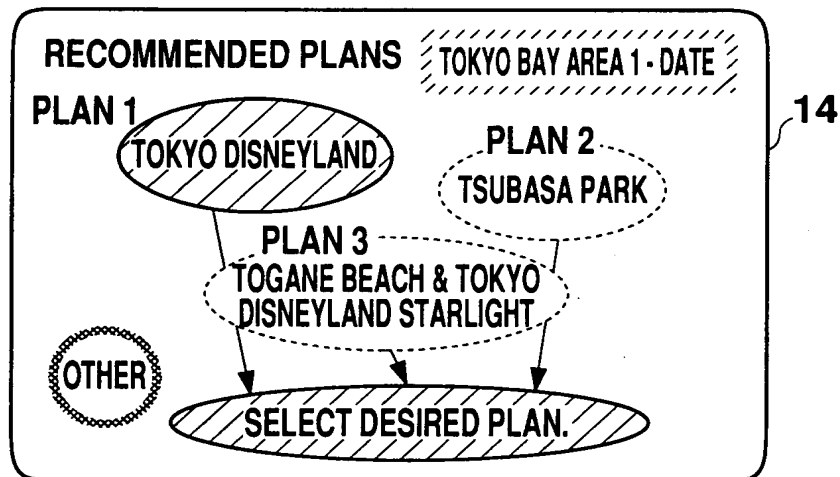 RECOMMENDED PLANS
TOKYO BAY AREA 1 - DATE
PLAN 1
TOKYO DISNEYLAND
PLAN 2
TSUBASA PARK
PLAN 3
TOGANE BEACH & TOKYO
DISNEYLAND STARLIGHT
OTHER
SELECT DESIRED PLAN.
14